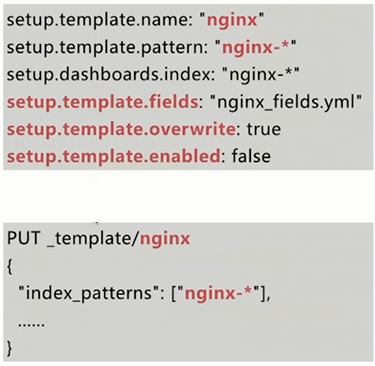 setup.template.name: "nginx"
setup.template.pattern: "nginx-*"
setup.dashboards.index: "nginx-*"
setup.template.fields: "nginx_fields.yml"
setup.template.overwrite: true
setup.template.enabled: false
PUT _template/nginx
{
"index_patterns": ["nginx-*"],
......
}